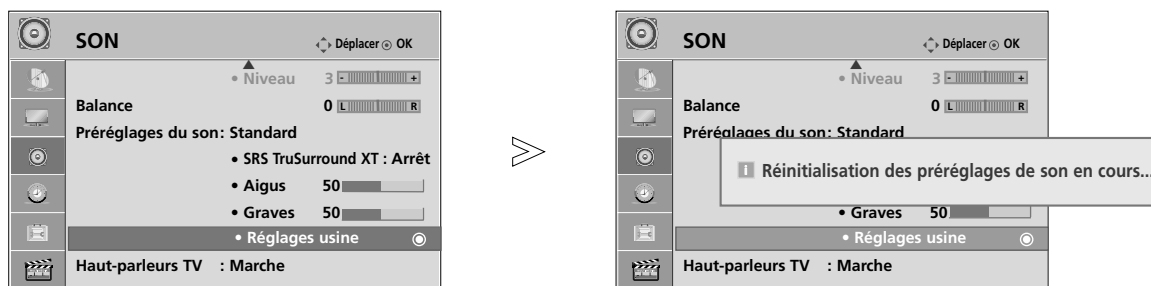 SON Déplacer OK
• Niveau 3 - +
Balance 0 L R
Préréglages du son: Standard
• SRS TruSurround XT : Arrêt
• Aigus 50
• Graves 50
• Réglages usine
Haut-parleurs TV : Marche
SON Déplacer OK
• Niveau 3 - +
Balance 0 L R
Préréglages du son: Standard
i Réinitialisation des préréglages de son en cours...
• Graves 50
• Réglages usine
Haut-parleurs TV : Marche